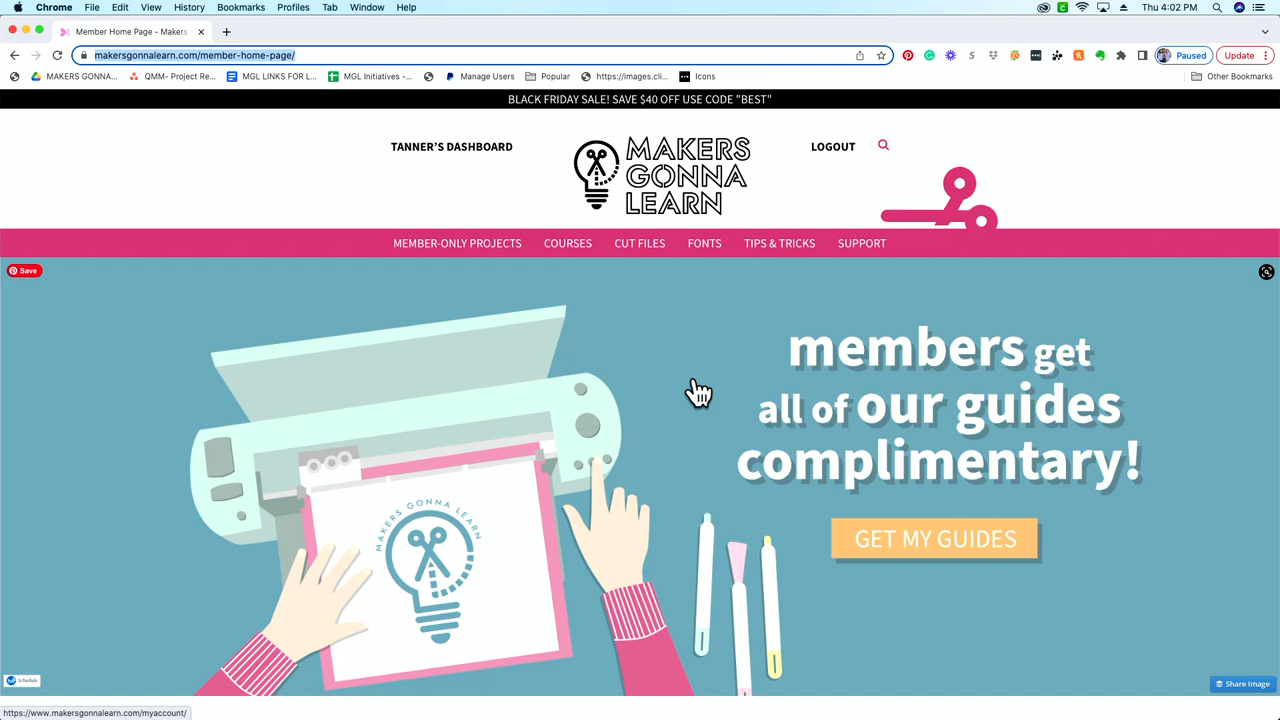 Chrome File Edit View History Bookmarks Profiles Tab Window Help Thu 4:02 PM
Member Home Page - Makers
makersgonnalearn.com/member-home-page/ Paused Update
MAKERS GONNA... QMM- Project Re... MGL LINKS FOR L... MGL Initiatives -... Manage Users Popular https://images.cli... Icons Other Bookmarks
BLACK FRIDAY SALE! SAVE $40 OFF USE CODE "BEST"
TANNER'S DASHBOARD
MAKERS
GONNA
LEARN
LOGOUT
MEMBER-ONLY PROJECTS COURSES CUT FILES FONTS TIPS & TRICKS SUPPORT
Save
members get
all of our guides
complimentary!
GET MY GUIDES
MAKERS GONNA LEARN
Schedule
Share Image
https://www.makersgonnalearn.com/myaccount/